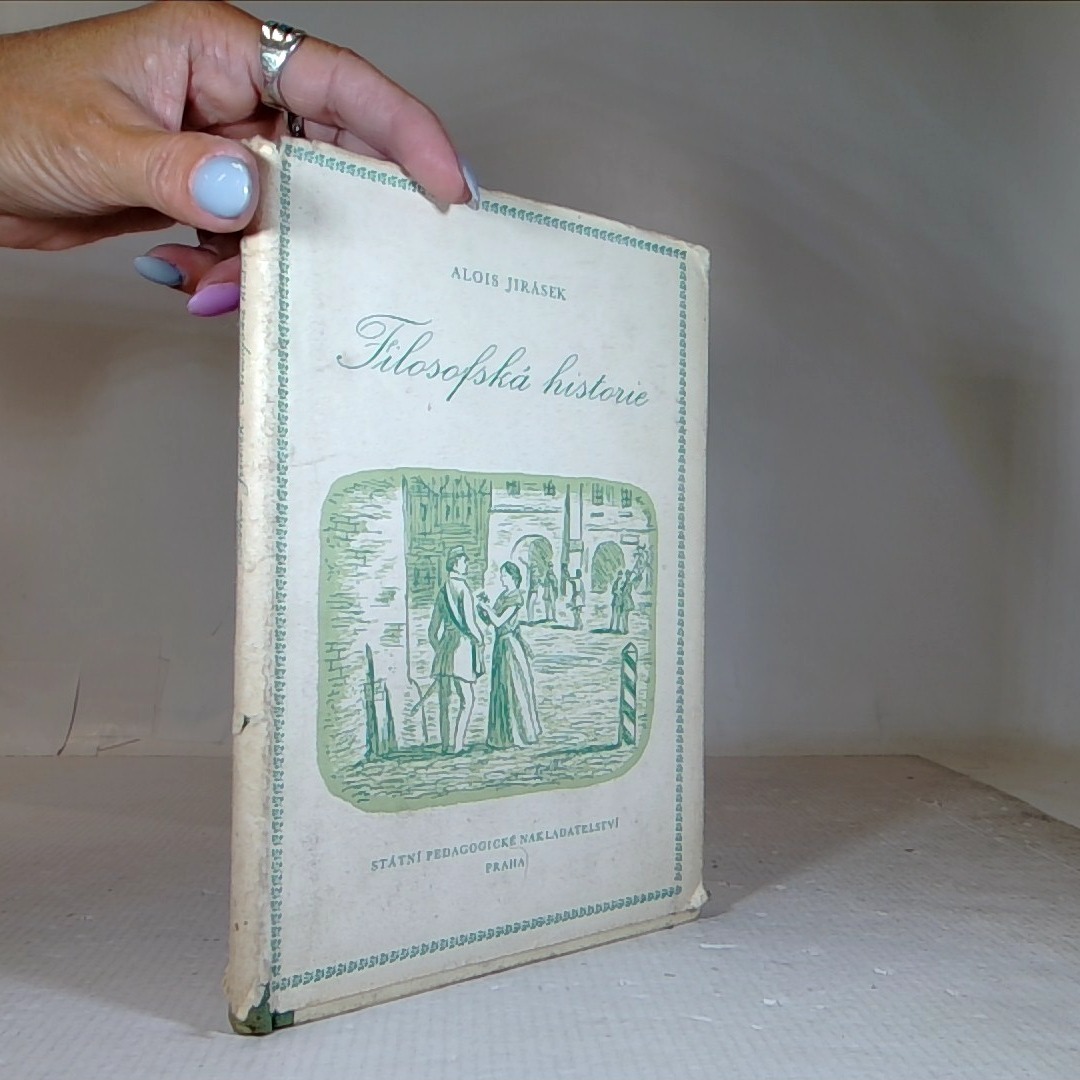 ALOIS JIRÁSEK
Filosofská historie
STÁTNÍ PEDAGOGICKÉ NAKLADATELSTVÍ
PRAHA